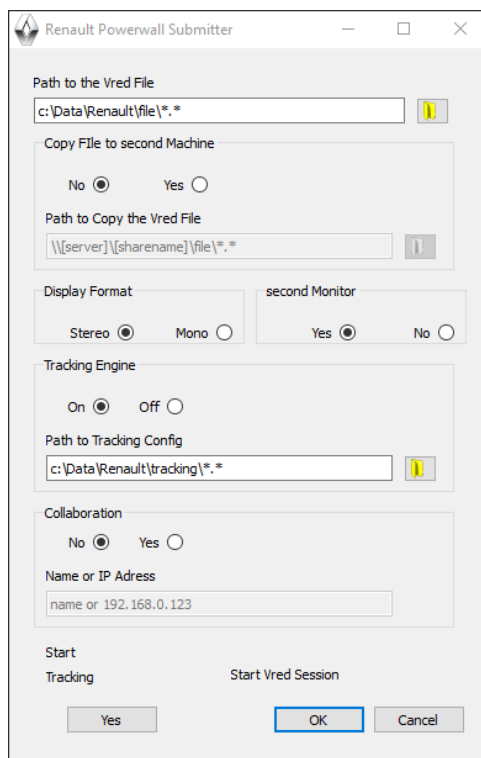 Renault Powerwall Submitter
Path to the Vred File
c:\Data\Renault\file\*.*
Copy FIle to second Machine
No Yes
Path to Copy the Vred File
\\[server]\[sharename]\file\*.*
Display Format second Monitor
Stereo Mono Yes No
Tracking Engine
On Off
Path to Tracking Config
c:\Data\Renault\tracking\*.*
Collaboration
No Yes
Name or IP Adress
name or 192.168.0.123
Start
Tracking Start Vred Session
Yes OK Cancel